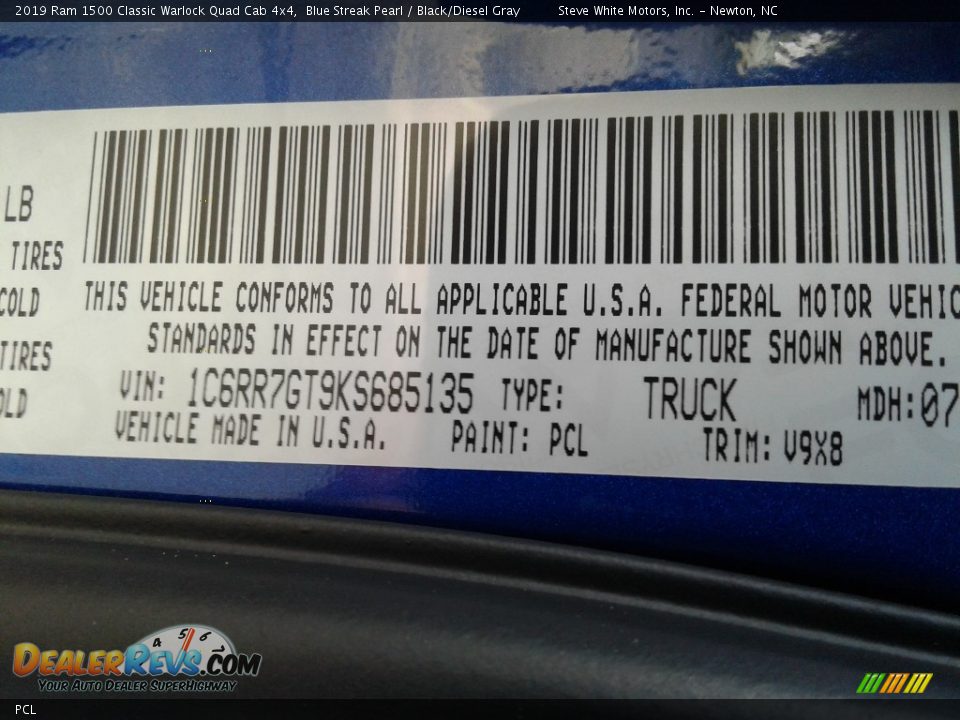 2019 Ram 1500 Classic Warlock Quad Cab 4x4, Blue Streak Pearl / Black/Diesel Gray Steve White Motors, Inc. – Newton, NC
LB
TIRES
COLD
TIRES
OLD
THIS VEHICLE CONFORMS TO ALL APPLICABLE U.S.A. FEDERAL MOTOR VEHIC
STANDARDS IN EFFECT ON THE DATE OF MANUFACTURE SHOWN ABOVE.
VIN: 1C6RR7GT9KS685135 TYPE: TRUCK MDH:07
VEHICLE MADE IN U.S.A. PAINT: PCL TRIM: V9X8
4 5 6
DEALERREVS.COM
YOUR AUTO DEALER SUPERHIGHWAY
PCL